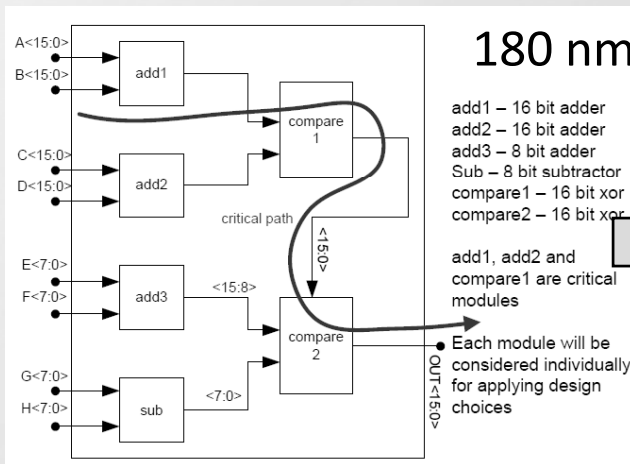 180 nm
A<15:0>
B<15:0>
add1
compare
1
C<15:0>
D<15:0>
add2
critical path
<15:0>
E<7:0>
F<7:0>
add3
<15:8>
compare
2
G<7:0>
H<7:0>
sub
<7:0>
OUT<15:0>
add1 – 16 bit adder
add2 – 16 bit adder
add3 – 8 bit adder
Sub – 8 bit subtractor
compare1 – 16 bit xor
compare2 – 16 bit xor
add1, add2 and
compare1 are critical
modules
Each module will be
considered individually
for applying design
choices